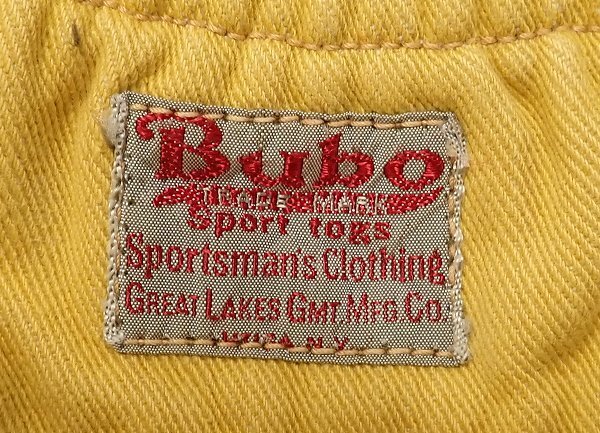 Bubo
TRADE MARK
Sport togs
Sportsman's Clothing
GREAT LAKES GMT. MFG. CO.
N.Y.